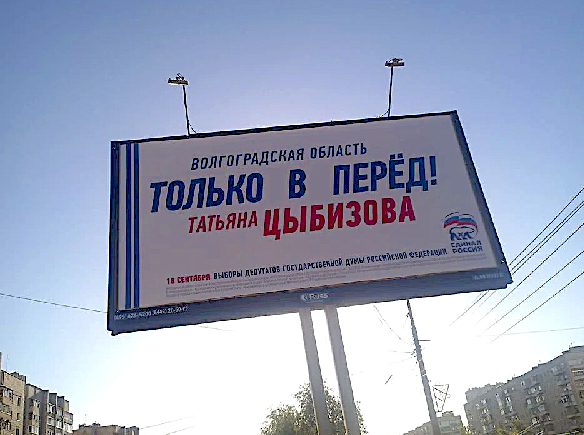 ВОЛГОГРАДСКАЯ ОБЛАСТЬ
ТОЛЬКО В ПЕРЁД!
ТАТЬЯНА ЦЫБИЗОВА
ЕДИНАЯ
РОССИЯ
18 СЕНТЯБРЯ ВЫБОРЫ ДЕПУТАТОВ ГОСУДАРСТВЕННОЙ ДУМЫ РОССИЙСКОЙ ФЕДЕРАЦИИ